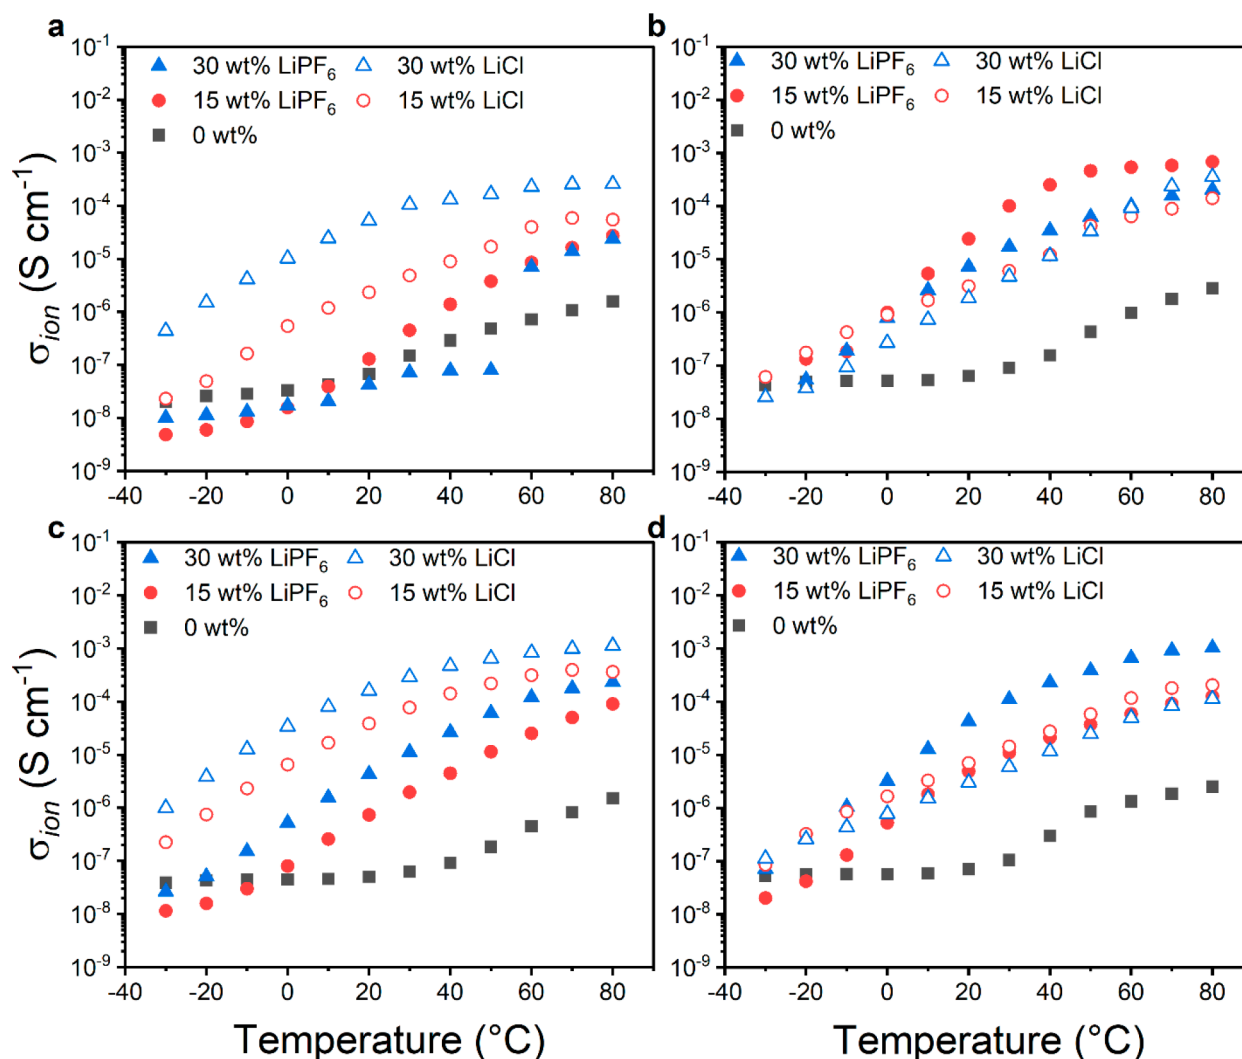 a
10⁻¹
10⁻²
10⁻³
10⁻⁴
10⁻⁵
10⁻⁶
10⁻⁷
10⁻⁸
10⁻⁹
σion (S cm⁻¹)
30 wt% LiPF₆ 30 wt% LiCl
15 wt% LiPF₆ 15 wt% LiCl
0 wt%
-40 -20 0 20 40 60 80
b
10⁻¹
10⁻²
10⁻³
10⁻⁴
10⁻⁵
10⁻⁶
10⁻⁷
10⁻⁸
10⁻⁹
30 wt% LiPF₆ 30 wt% LiCl
15 wt% LiPF₆ 15 wt% LiCl
0 wt%
-40 -20 0 20 40 60 80
c
10⁻¹
10⁻²
10⁻³
10⁻⁴
10⁻⁵
10⁻⁶
10⁻⁷
10⁻⁸
10⁻⁹
σion (S cm⁻¹)
30 wt% LiPF₆ 30 wt% LiCl
15 wt% LiPF₆ 15 wt% LiCl
0 wt%
-40 -20 0 20 40 60 80
Temperature (°C)
d
10⁻¹
10⁻²
10⁻³
10⁻⁴
10⁻⁵
10⁻⁶
10⁻⁷
10⁻⁸
10⁻⁹
30 wt% LiPF₆ 30 wt% LiCl
15 wt% LiPF₆ 15 wt% LiCl
0 wt%
-40 -20 0 20 40 60 80
Temperature (°C)